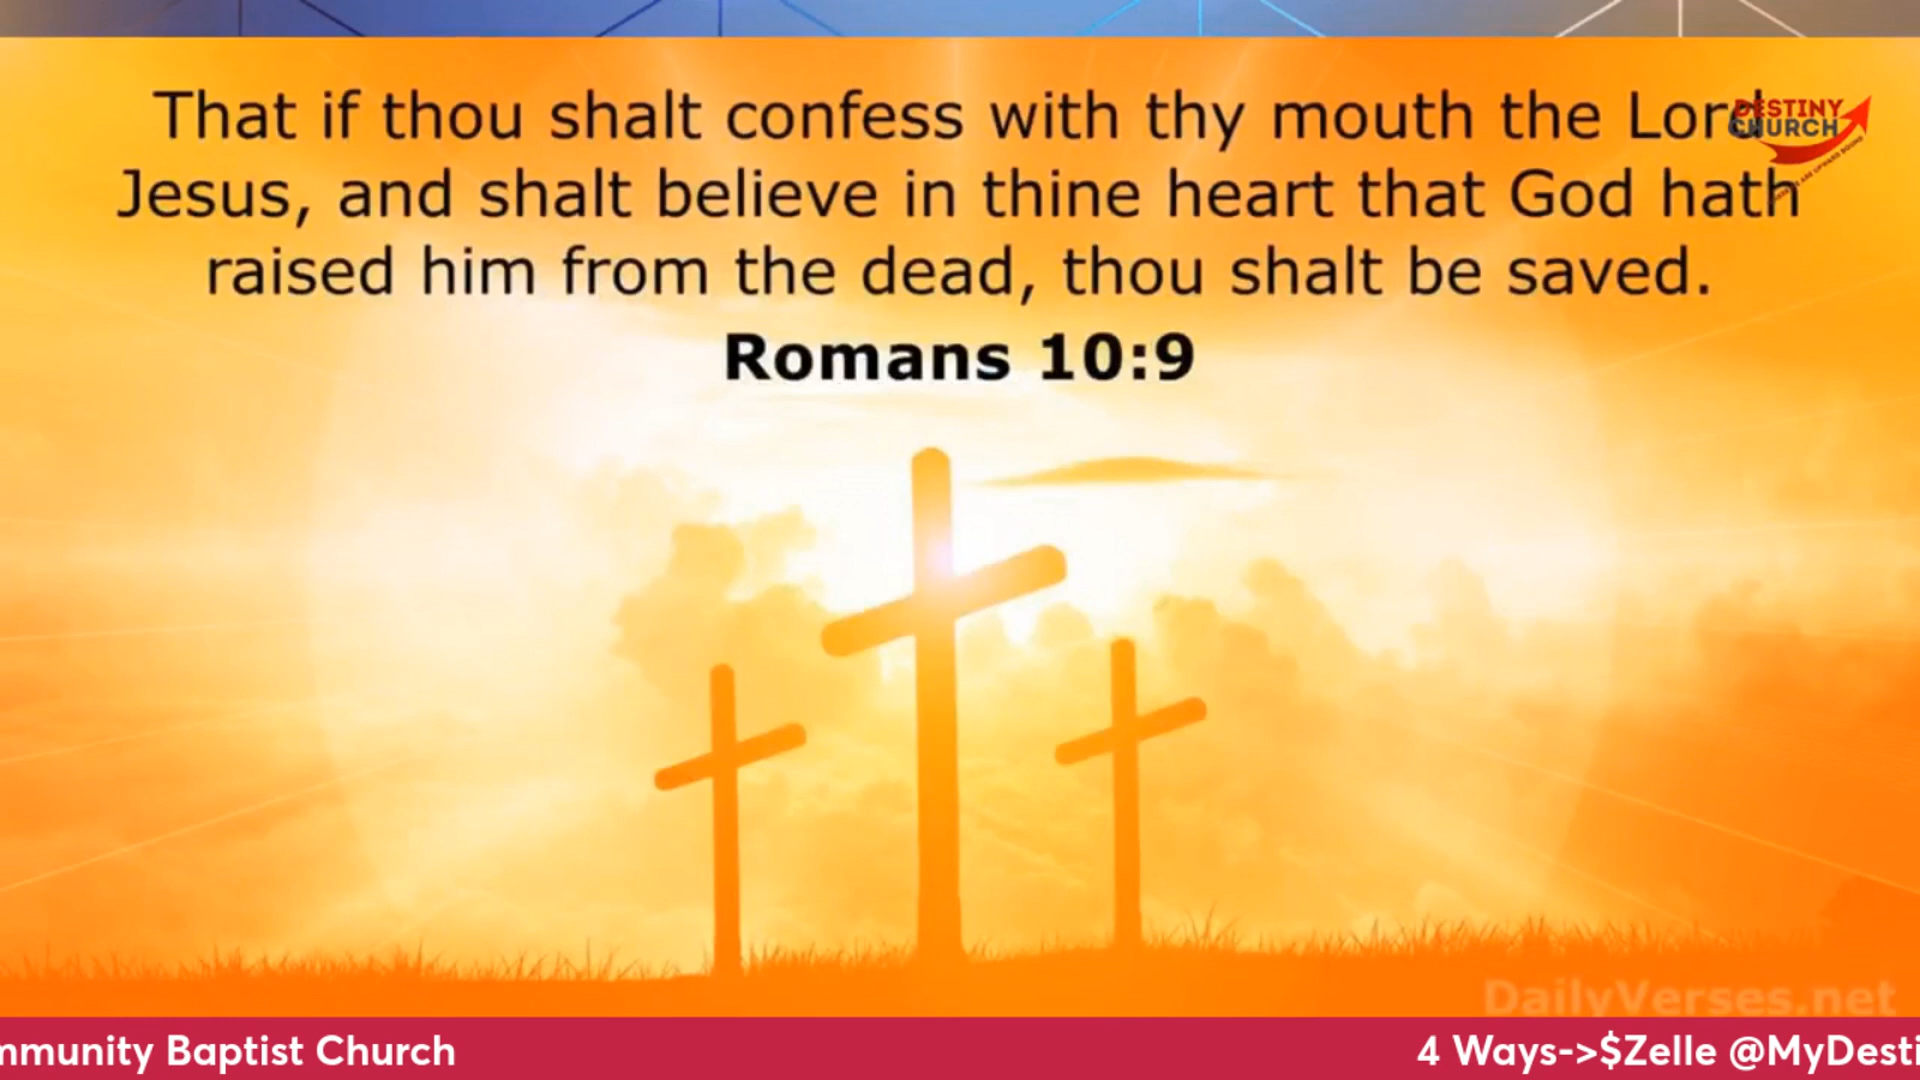 That if thou shalt confess with thy mouth the Lord
Jesus, and shalt believe in thine heart that God hath
raised him from the dead, thou shalt be saved.
Romans 10:9
DESTINY
CHURCH
DailyVerses.net
mmunity Baptist Church
4 Ways->$Zelle @MyDesti